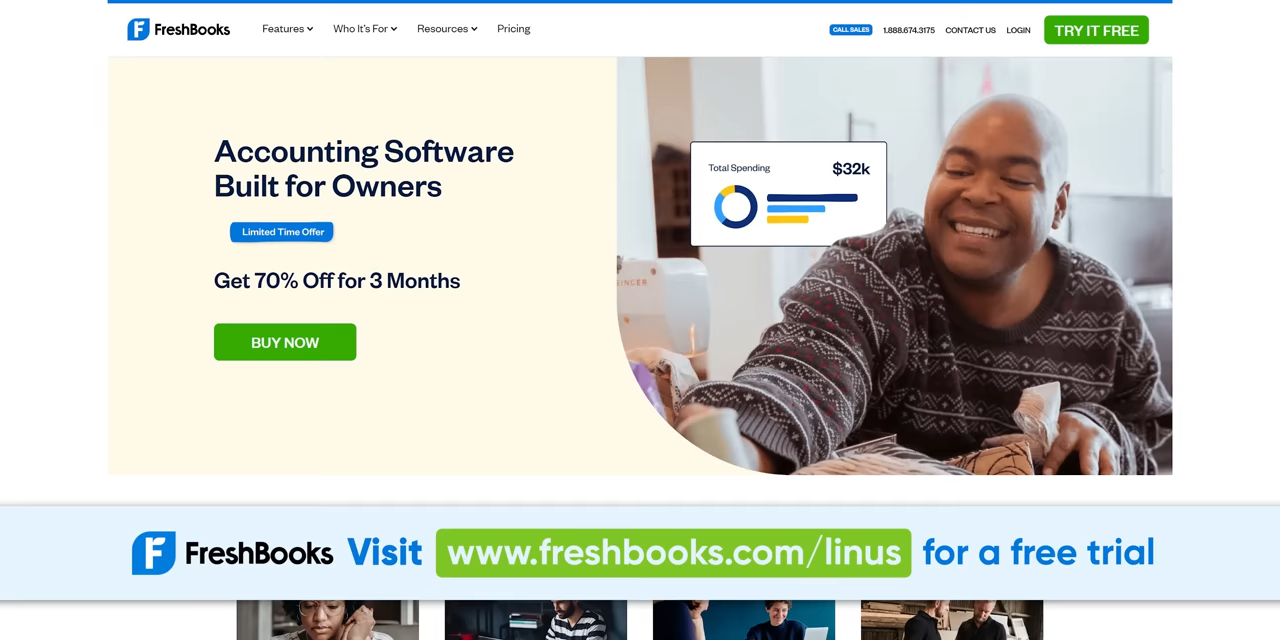 FreshBooks
Features
Who It's For
Resources
Pricing
CALL SALES
1.888.674.3175
CONTACT US
LOGIN
TRY IT FREE
Accounting Software
Built for Owners
Limited Time Offer
Get 70% Off for 3 Months
BUY NOW
Total Spending
$32k
SINGER
FreshBooks Visit www.freshbooks.com/linus for a free trial